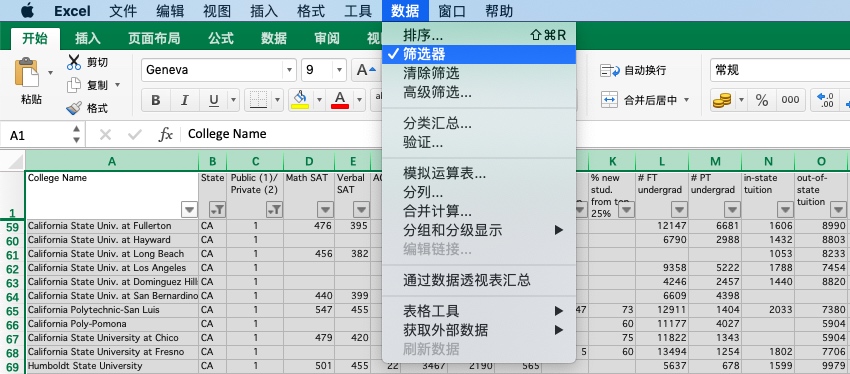 Excel 文件 编辑 视图 插入 格式 工具 数据 窗口 帮助
开始 插入 页面布局 公式 数据 审阅
粘贴 剪切 复制 格式
Geneva 9 A
B I U A
自动换行
合并后居中
常规
% 000 .0 .00
A1 fx College Name
排序... ⇧⌘R
✓ 筛选器
清除筛选
高级筛选...
分类汇总...
验证...
模拟运算表...
分列...
合并计算...
分组和分级显示
编辑链接...
通过数据透视表汇总
表格工具
获取外部数据
刷新数据
A B C D E K L M N O
1 College Name State Public (1)/ Private (2) Math SAT Verbal SAT % new stud. from top 25% # FT undergrad # PT undergrad in-state tuition out-of-state tuition
59 California State Univ. at Fullerton CA 1 476 395 12147 6681 1606 8990
60 California State Univ. at Hayward CA 1 6790 2988 1432 8803
61 California State Univ. at Long Beach CA 1 456 382 1053 8233
62 California State Univ. at Los Angeles CA 1 9358 5222 1788 7454
63 California State Univ. at Dominguez Hill CA 1 4246 2457 1440 8820
64 California State Univ. at San Bernardino CA 1 440 399 6609 4398
65 California Polytechnic-San Luis CA 1 547 455 47 73 12911 1404 2033 7380
66 California Poly-Pomona CA 1 60 11177 4027 5904
67 California State University at Chico CA 1 479 420 75 11822 1343 5904
68 California State University at Fresno CA 1 5 60 13494 1254 1802 7706
69 Humboldt State University CA 1 501 455 22 3467 2190 565 5637 678 1599 9979